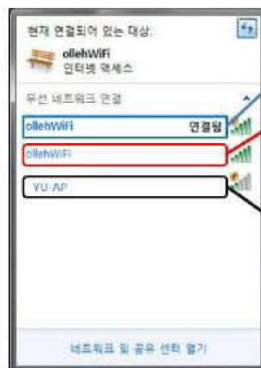 현재 연결되어 있는 대상:
ollehWiFi
인터넷 액세스
무선 네트워크 연결
ollehWiFi 연결됨
ollehWiFi
YU-AP
네트워크 및 공유 센터 열기